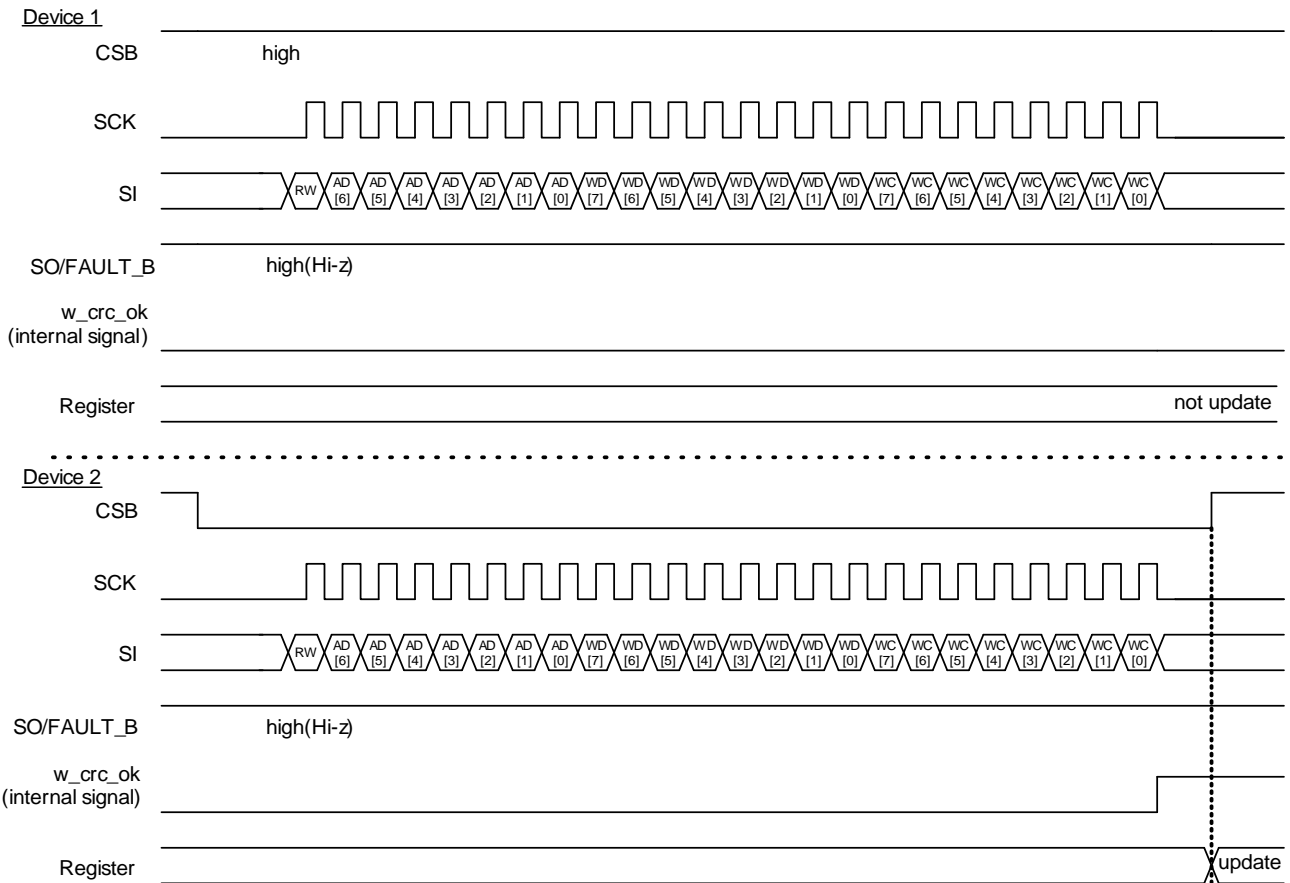 Device 1
CSB high
SCK
SI RW AD [6] AD [5] AD [4] AD [3] AD [2] AD [1] AD [0] WD [7] WD [6] WD [5] WD [4] WD [3] WD [2] WD [1] WD [0] WC [7] WC [6] WC [5] WC [4] WC [3] WC [2] WC [1] WC [0]
SO/FAULT_B high(Hi-z)
w_crc_ok
(internal signal)
Register not update
Device 2
CSB
SCK
SI RW AD [6] AD [5] AD [4] AD [3] AD [2] AD [1] AD [0] WD [7] WD [6] WD [5] WD [4] WD [3] WD [2] WD [1] WD [0] WC [7] WC [6] WC [5] WC [4] WC [3] WC [2] WC [1] WC [0]
SO/FAULT_B high(Hi-z)
w_crc_ok
(internal signal)
Register update